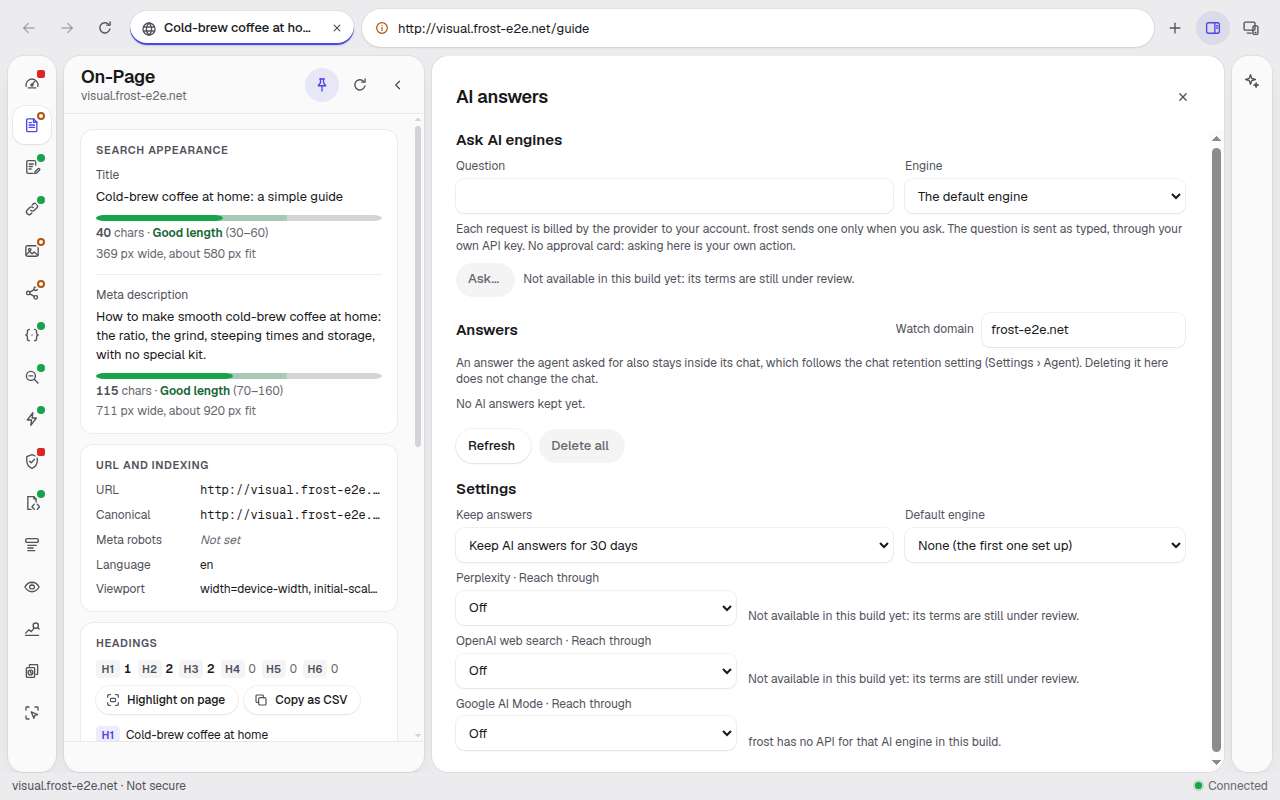 Cold-brew coffee at ho...
http://visual.frost-e2e.net/guide
On-Page
visual.frost-e2e.net
SEARCH APPEARANCE
Title
Cold-brew coffee at home: a simple guide
40 chars · Good length (30–60)
369 px wide, about 580 px fit
Meta description
How to make smooth cold-brew coffee at home:
the ratio, the grind, steeping times and storage,
with no special kit.
115 chars · Good length (70–160)
711 px wide, about 920 px fit
URL AND INDEXING
URL http://visual.frost-e2e.…
Canonical http://visual.frost-e2e.…
Meta robots Not set
Language en
Viewport width=device-width, initial-scal…
HEADINGS
H1 1 H2 2 H3 2 H4 0 H5 0 H6 0
Highlight on page Copy as CSV
H1 Cold-brew coffee at home
AI answers
Ask AI engines
Question Engine
The default engine
Each request is billed by the provider to your account. frost sends one only when you ask. The question is sent as typed, through your
own API key. No approval card: asking here is your own action.
Ask… Not available in this build yet: its terms are still under review.
Answers Watch domain frost-e2e.net
An answer the agent asked for also stays inside its chat, which follows the chat retention setting (Settings › Agent). Deleting it here
does not change the chat.
No AI answers kept yet.
Refresh Delete all
Settings
Keep answers Default engine
Keep AI answers for 30 days None (the first one set up)
Perplexity · Reach through
Off Not available in this build yet: its terms are still under review.
OpenAI web search · Reach through
Off Not available in this build yet: its terms are still under review.
Google AI Mode · Reach through
Off frost has no API for that AI engine in this build.
visual.frost-e2e.net · Not secure Connected